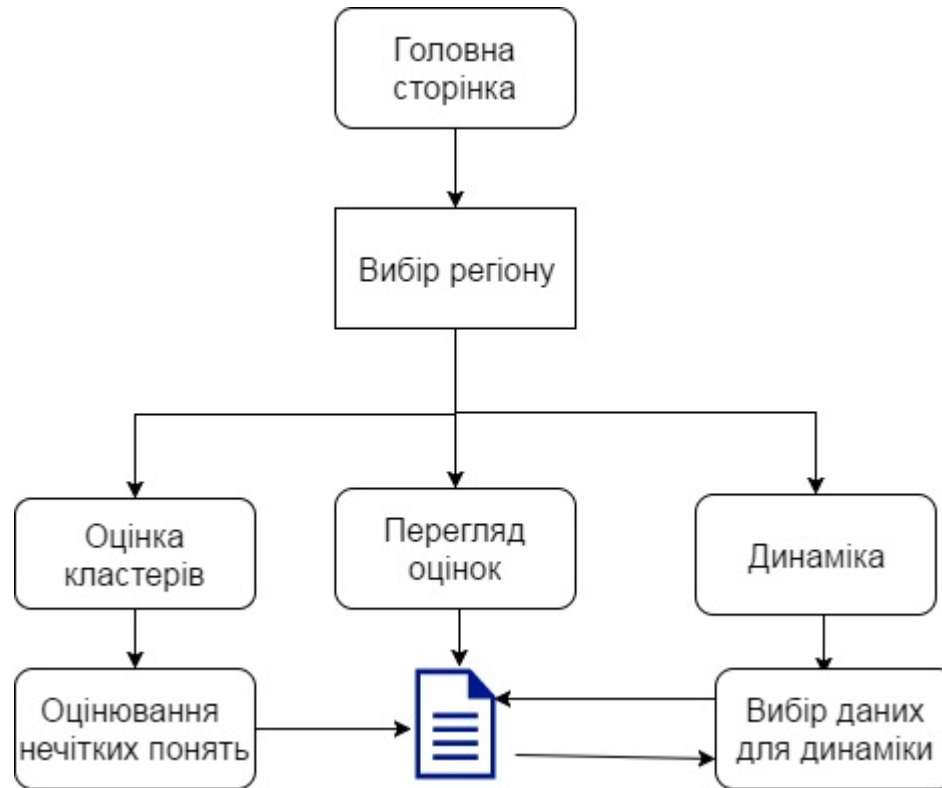 Головна
сторінка
Вибір регіону
Оцінка
кластерів
Перегляд
оцінок
Динаміка
Оцінювання
нечітких понять
Вибір даних
для динаміки